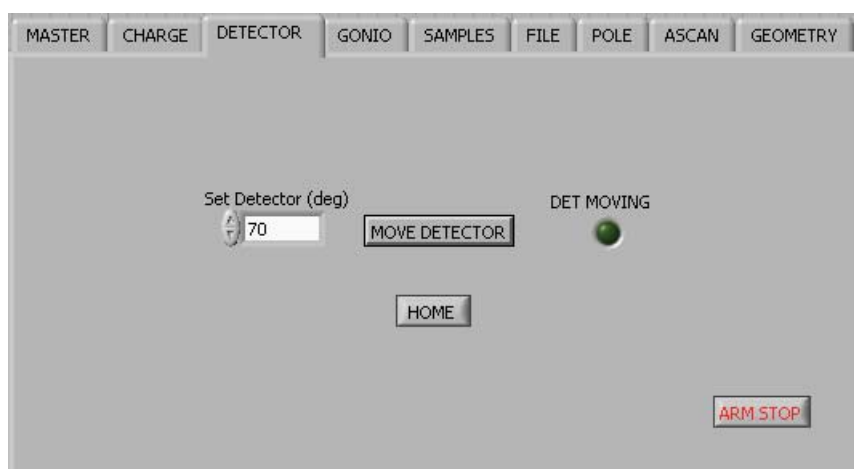 MASTER CHARGE DETECTOR GONIO SAMPLES FILE POLE ASCAN GEOMETRY
Set Detector (deg) DET MOVING
70 MOVE DETECTOR
HOME
ARM STOP